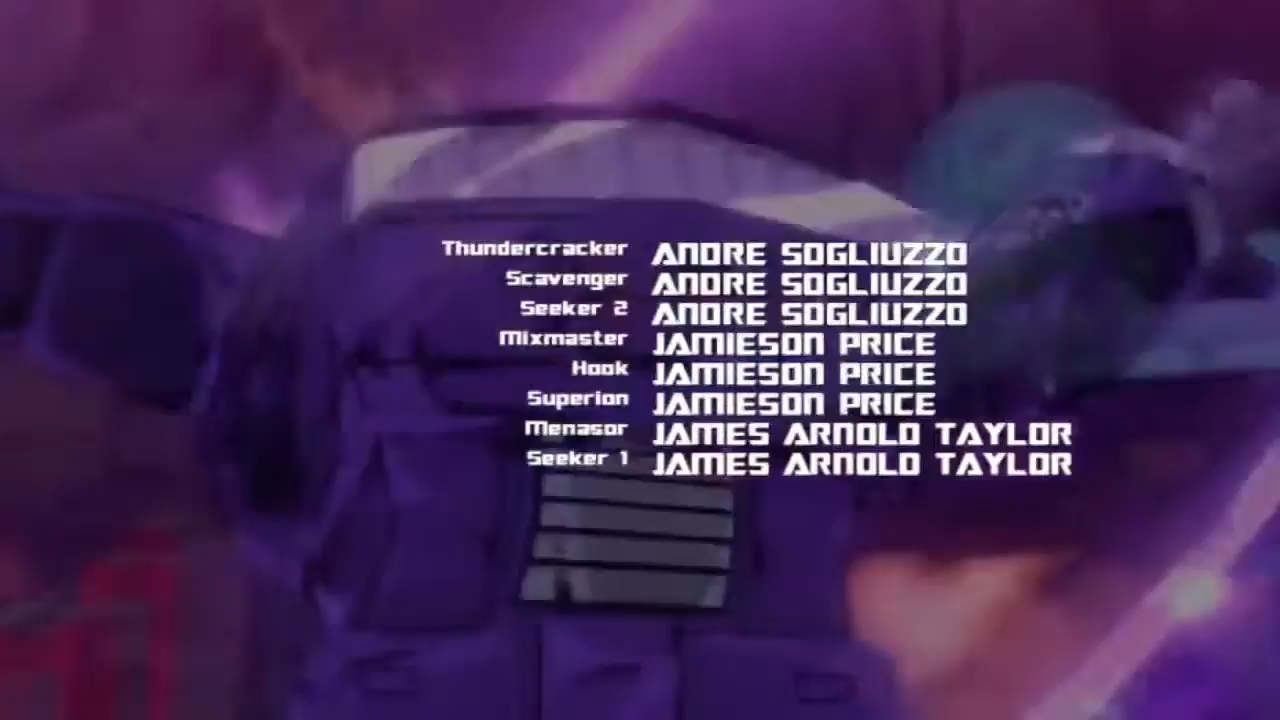 Thundercracker ANDRE SOGLIUZZO
Scavenger ANDRE SOGLIUZZO
Seeker 2 ANDRE SOGLIUZZO
Mixmaster JAMIESON PRICE
Hook JAMIESON PRICE
Superion JAMIESON PRICE
Menasor JAMES ARNOLD TAYLOR
Seeker 1 JAMES ARNOLD TAYLOR